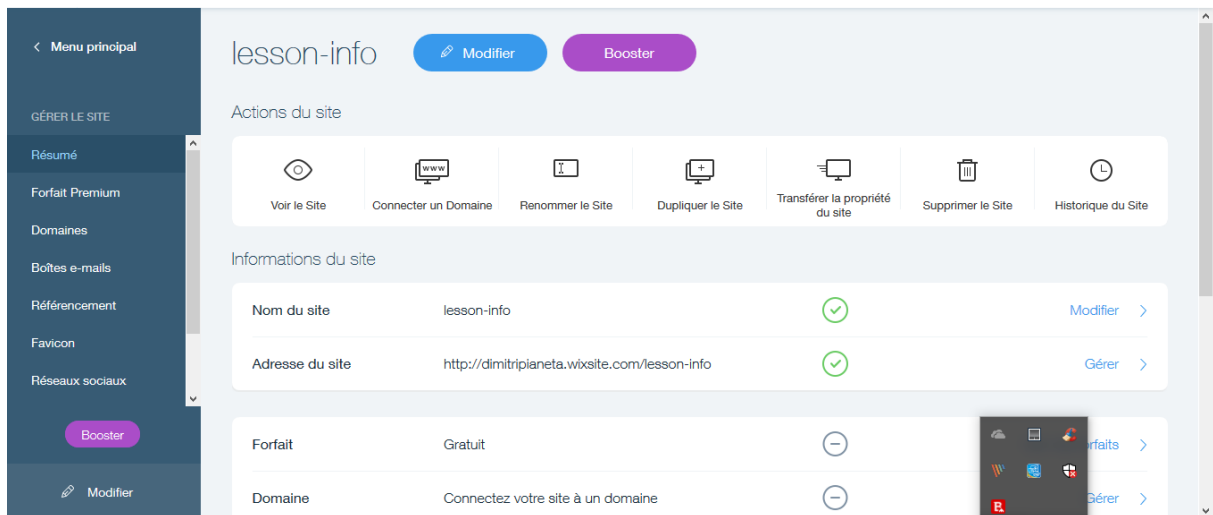 Menu principal
lesson-info
Modifier
Booster
GÉRER LE SITE
Résumé
Forfait Premium
Domaines
Boîtes e-mails
Référencement
Favicon
Réseaux sociaux
Booster
Modifier
Actions du site
www
Voir le Site
Connecter un Domaine
Renommer le Site
Dupliquer le Site
Transférer la propriété
du site
Supprimer le Site
Historique du Site
Informations du site
Nom du site
lesson-info
Modifier
Adresse du site
http://dimitripianeta.wixsite.com/lesson-info
Gérer
Forfait
Gratuit
Domaine
Connectez votre site à un domaine
Gérer